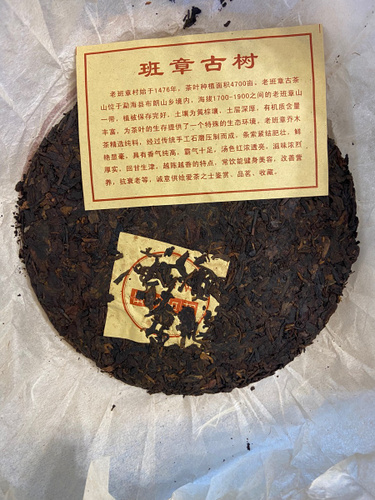 班章古树
老班章村始于1476年，茶叶种植面积4700亩，老班章古茶
山位于勐海县布朗山乡境内，海拔1700-1900之间的老班章山
一带，植被保存完好，土壤为黄棕壤，土层深厚，有机质含量
丰富，为茶叶的生存提供了一个特殊的生态环境，老班章乔木
茶精选纯料，经过传统手工石磨压制而成，条索紧结肥壮，鲜
艳显毫，具有香气纯高，霸气十足，汤色红浓透亮，滋味浓烈
厚实，回甘生津，越陈越香的特点，常饮能健身美容，改善营
养，抗衰老等，诚意供给爱茶之士鉴赏、品茗、收藏。